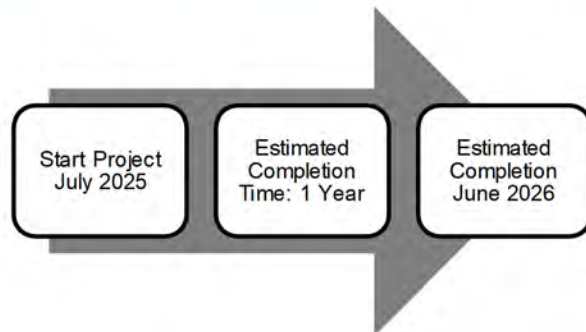 Start Project
July 2025
Estimated
Completion
Time: 1 Year
Estimated
Completion
June 2026